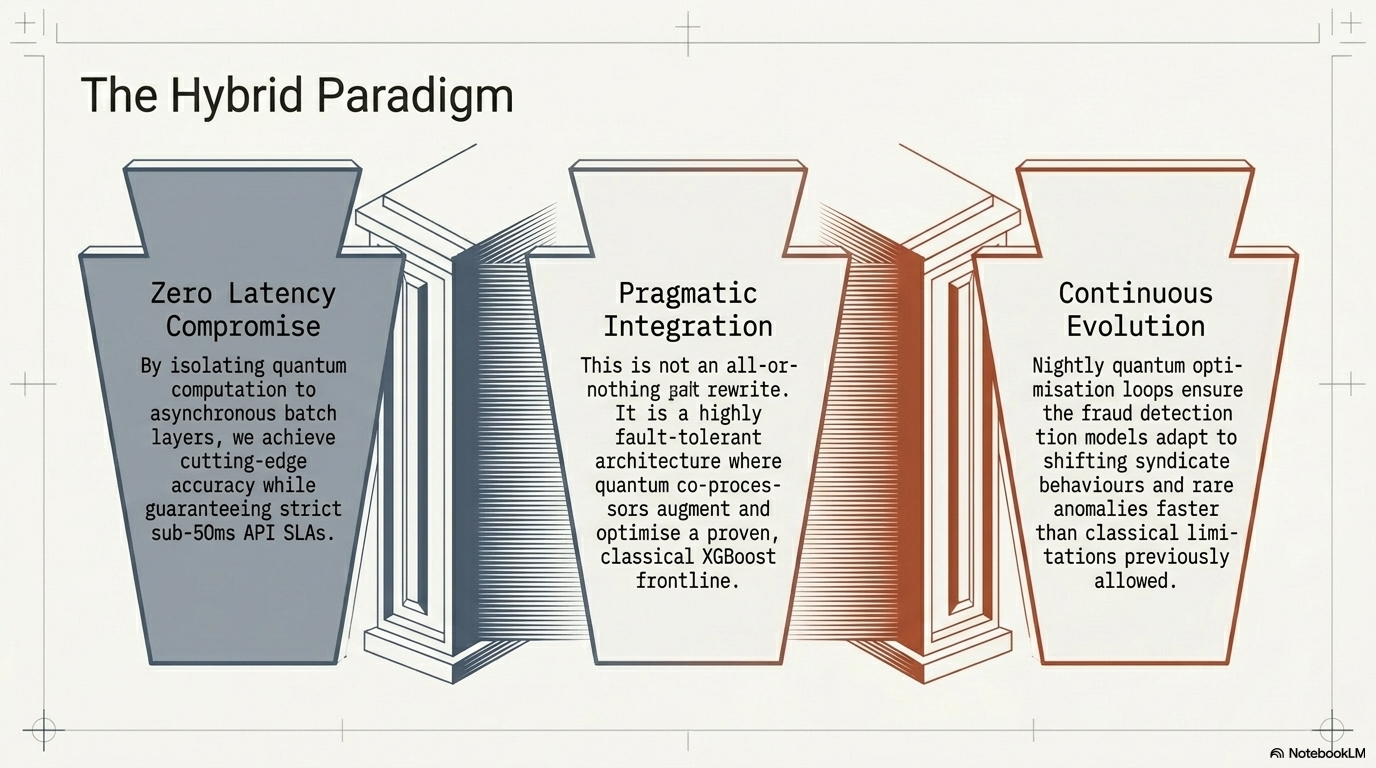 The Hybrid Paradigm
Zero Latency
Compromise
By isolating quantum
computation to
asynchronous batch
layers, we achieve
cutting-edge
accuracy while
guaranteeing strict
sub-50ms API SLAs.
Pragmatic
Integration
This is not an all-or-
nothing rewrite.
It is a highly
fault-tolerant
architecture where
quantum co-proces-
sors augment and
optimise a proven,
classical XGBoost
frontline.
Continuous
Evolution
Nightly quantum opti-
misation loops ensure
the fraud detection
tion models adapt to
shifting syndicate
behaviours and rare
anomalies faster
than classical limi-
tations previously
allowed.
NotebookLM